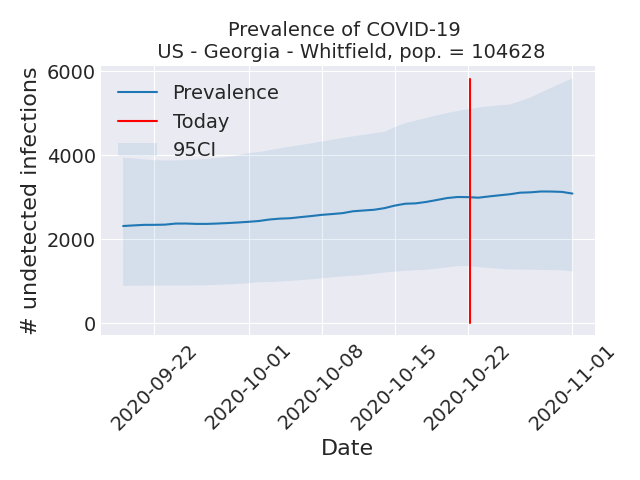 Prevalence of COVID-19
US - Georgia - Whitfield, pop. = 104628
# undetected infections
6000
4000
2000
0
Prevalence
Today
95CI
2020-09-22
2020-10-01
2020-10-08
2020-10-15
2020-10-22
2020-11-01
Date